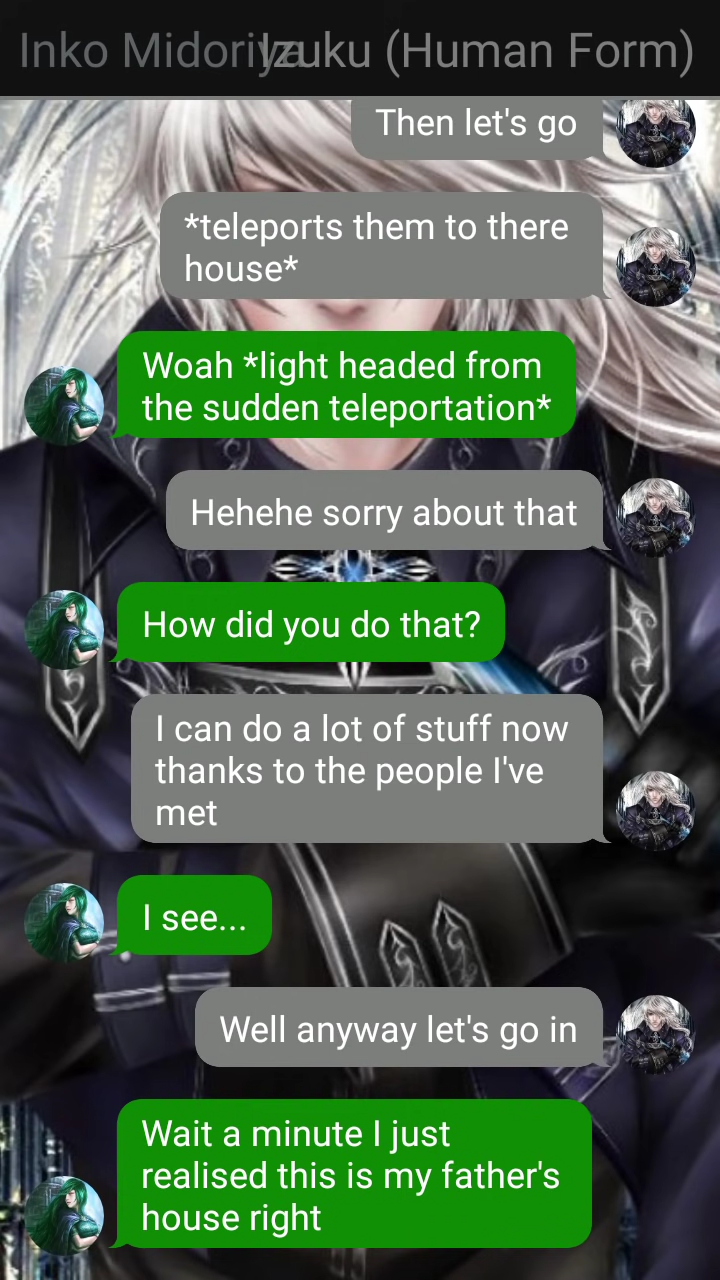 Inko Midoriya Izuku (Human Form)
Then let's go
*teleports them to there
house*
Woah *light headed from
the sudden teleportation*
Hehehe sorry about that
How did you do that?
I can do a lot of stuff now
thanks to the people I've
met
I see...
Well anyway let's go in
Wait a minute I just
realised this is my father's
house right